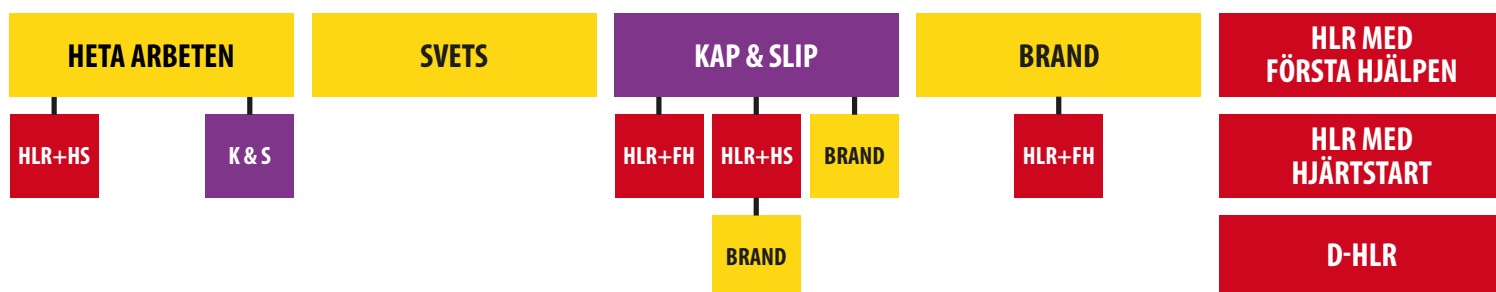 HETA ARBETEN
SVETS
KAP & SLIP
BRAND
HLR MED
FÖRSTA HJÄLPEN
HLR+HS
K & S
HLR+FH
HLR+HS
BRAND
HLR+FH
HLR MED
HJÄRTSTART
BRAND
D-HLR